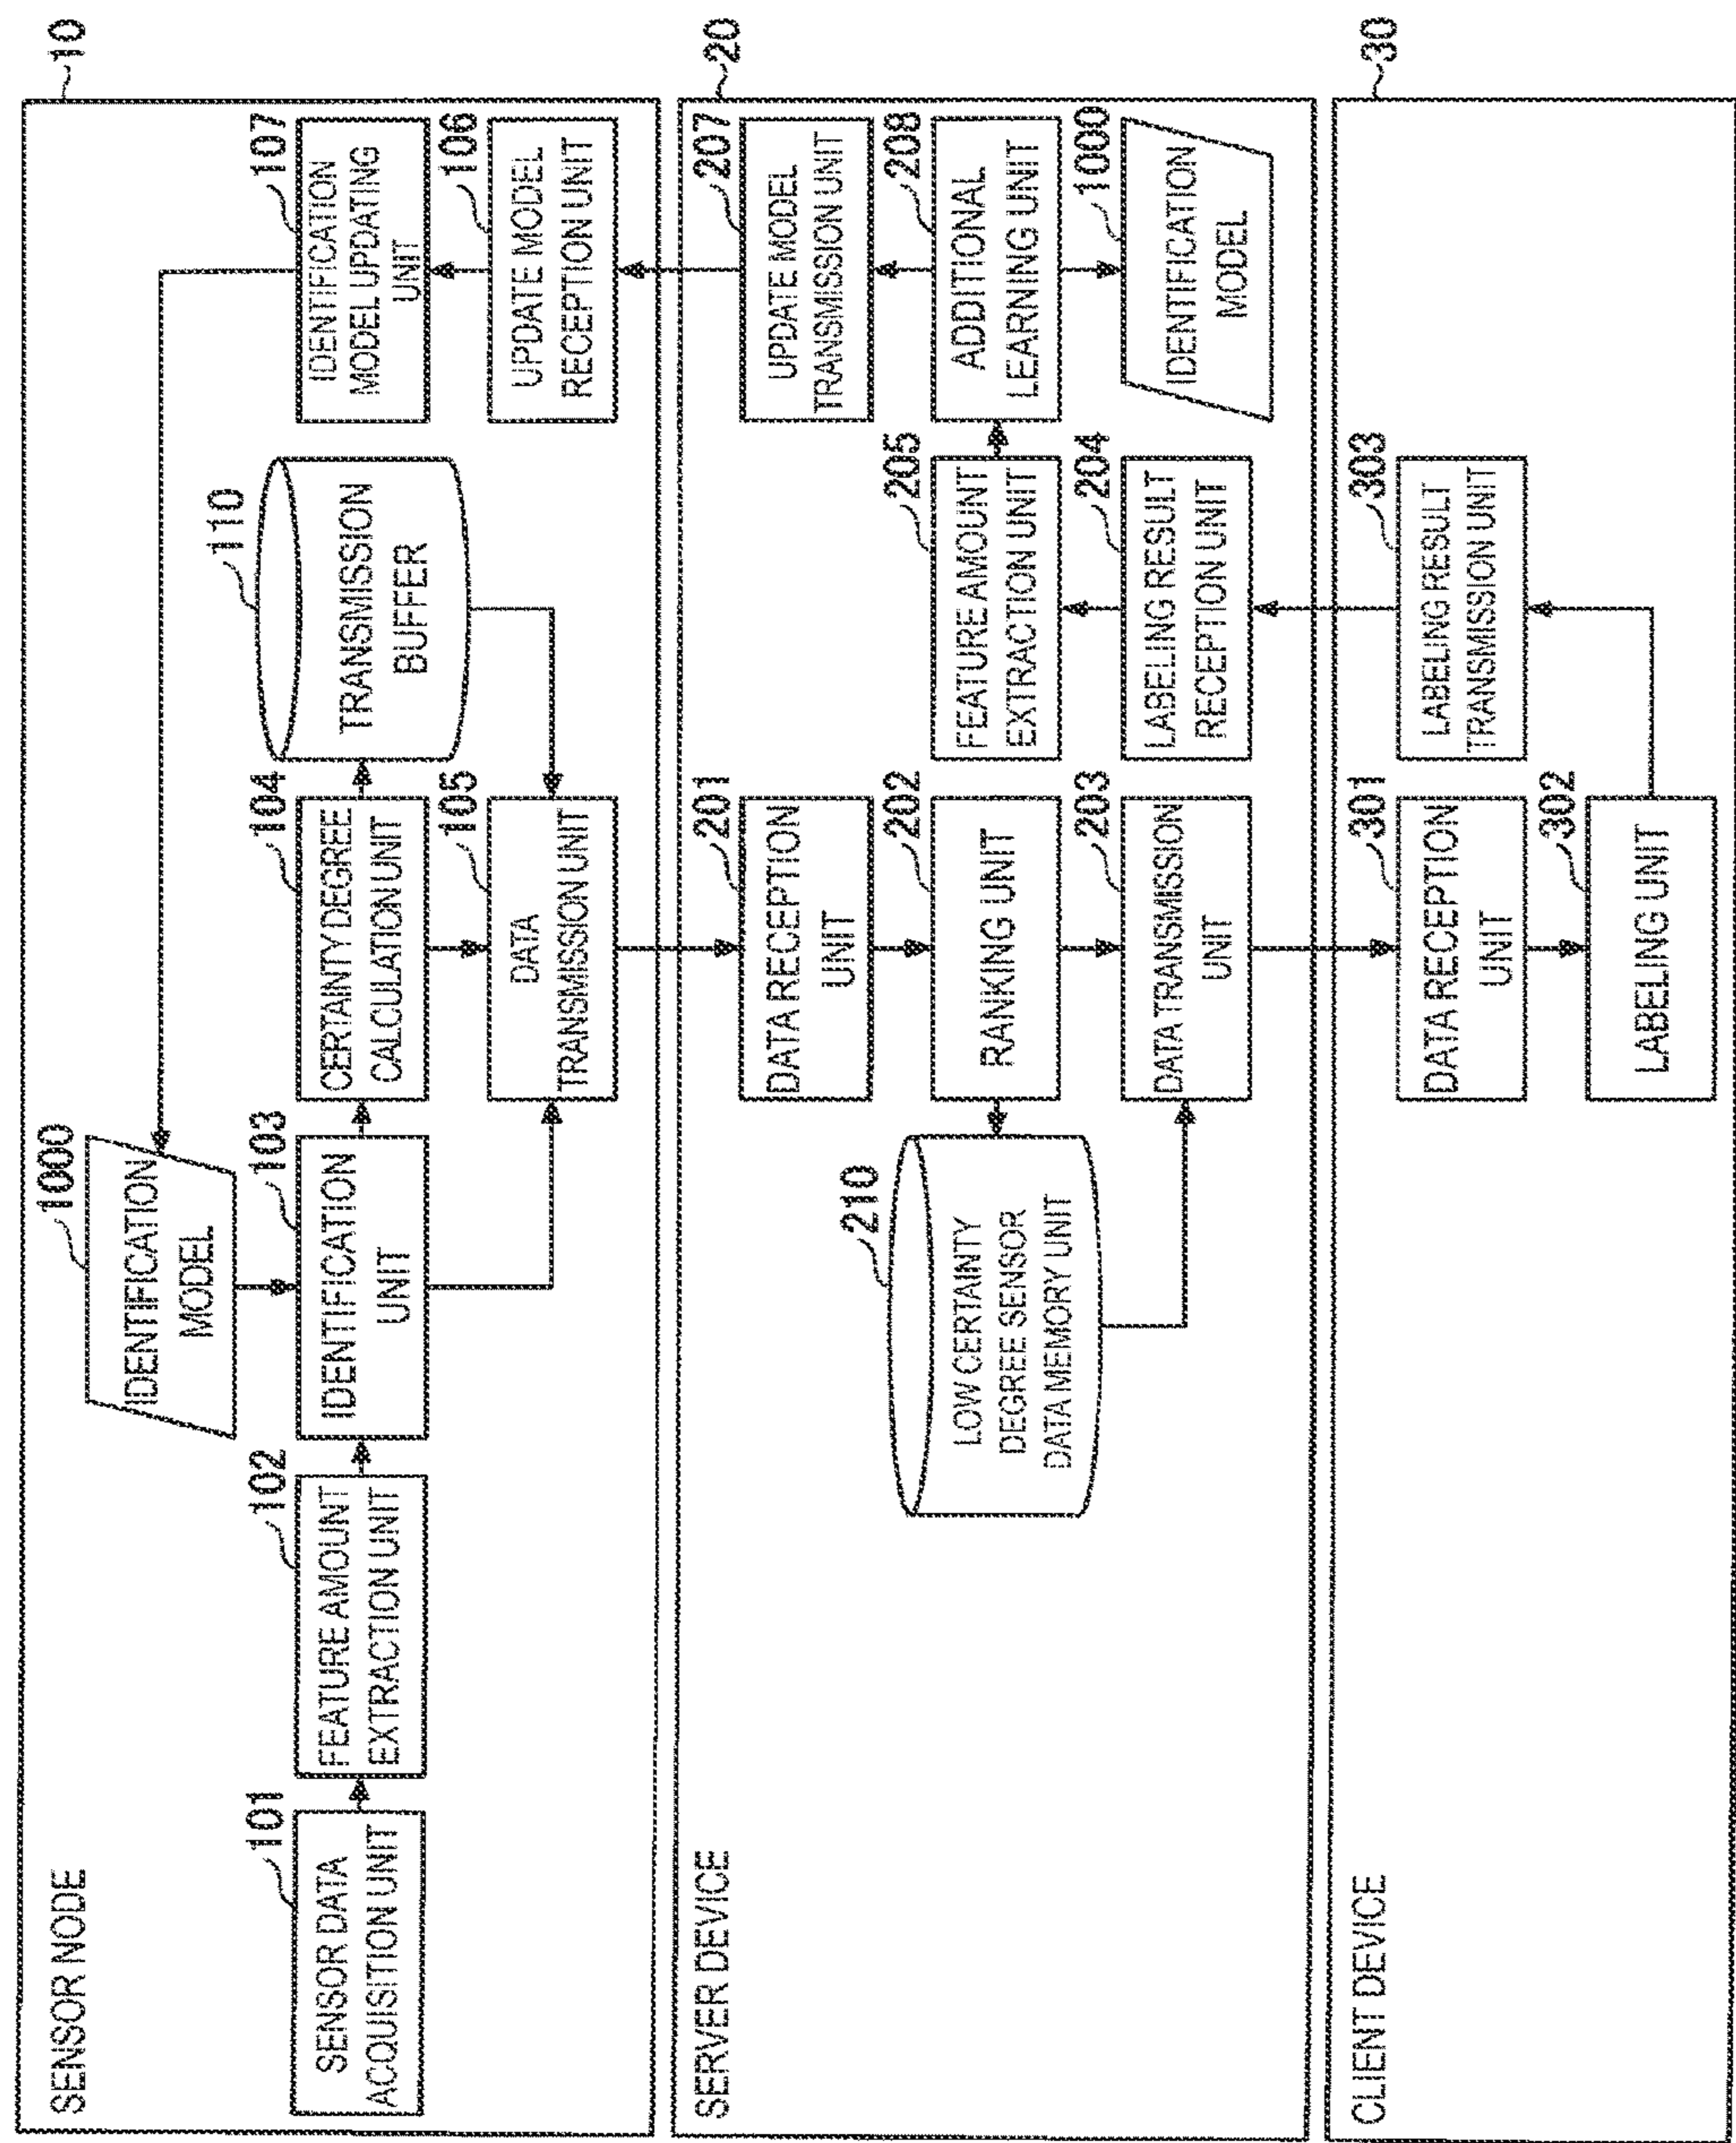 SENSOR NODE
10
1000
IDENTIFICATION
MODEL
101
SENSOR DATA
ACQUISITION UNIT
102
FEATURE AMOUNT
EXTRACTION UNIT
103
IDENTIFICATION
UNIT
104
CERTAINTY DEGREE
CALCULATION UNIT
110
TRANSMISSION
BUFFER
107
IDENTIFICATION
MODEL UPDATING
UNIT
105
DATA
TRANSMISSION UNIT
106
UPDATE MODEL
RECEPTION UNIT
SERVER DEVICE
20
201
DATA RECEPTION
UNIT
207
UPDATE MODEL
TRANSMISSION UNIT
210
LOW CERTAINTY
DEGREE SENSOR
DATA MEMORY UNIT
202
RANKING UNIT
205
FEATURE AMOUNT
EXTRACTION UNIT
208
ADDITIONAL
LEARNING UNIT
203
DATA TRANSMISSION
UNIT
204
LABELING RESULT
RECEPTION UNIT
1000
IDENTIFICATION
MODEL
CLIENT DEVICE
30
301
DATA RECEPTION
UNIT
303
LABELING RESULT
TRANSMISSION UNIT
302
LABELING UNIT